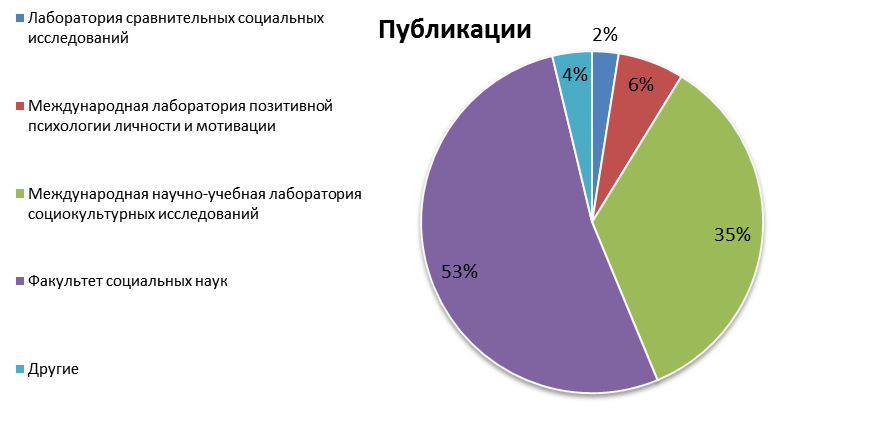 Публикации
Лаборатория сравнительных социальных
исследований
Международная лаборатория позитивной
психологии личности и мотивации
Международная научно-учебная лаборатория
социокультурных исследований
Факультет социальных наук
Другие
2%
6%
35%
53%
4%